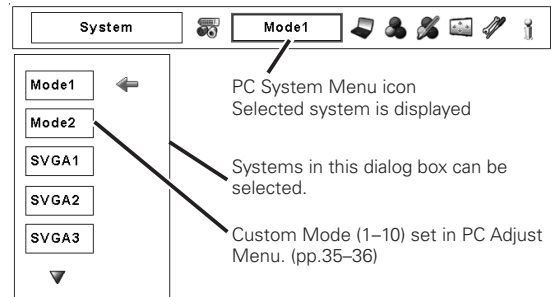 System
Mode1
Mode1
Mode2
SVGA1
SVGA2
SVGA3
PC System Menu icon
Selected system is displayed
Systems in this dialog box can be
selected.
Custom Mode (1–10) set in PC Adjust
Menu. (pp.35–36)